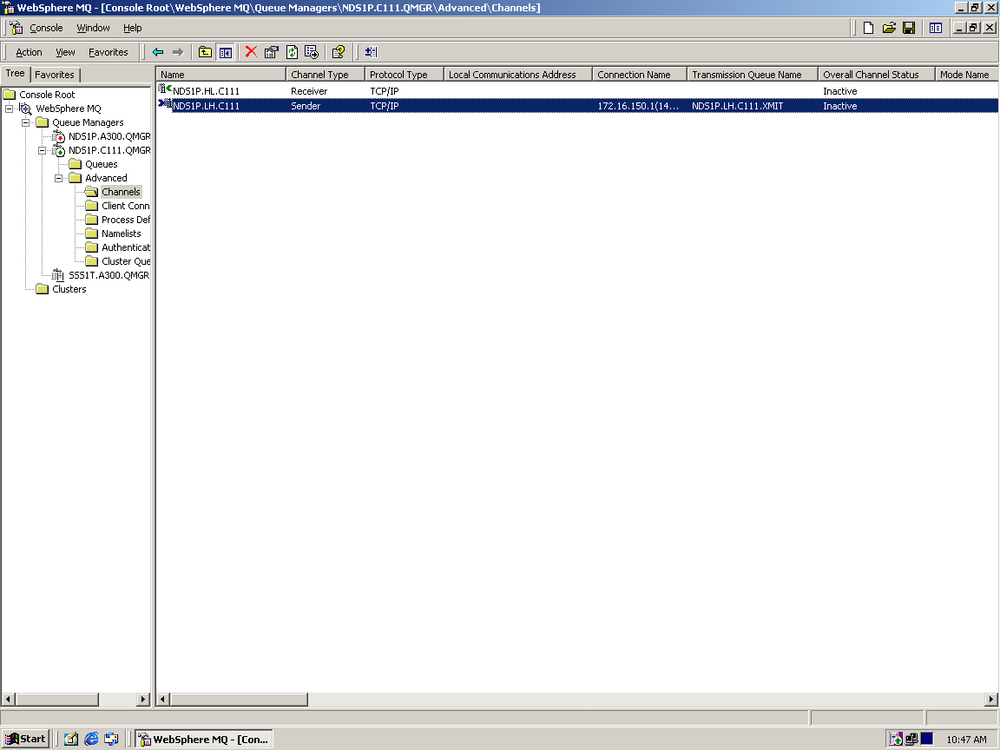 WebSphere MQ - [Console Root\WebSphere MQ\Queue Managers\NDS1P.C111.QMGR\Advanced\Channels]
Console Window Help
Action View Favorites
Tree Favorites
Name Channel Type Protocol Type Local Communications Address Connection Name Transmission Queue Name Overall Channel Status Mode Name
NDS1P.HL.C111 Receiver TCP/IP Inactive
NDS1P.LH.C111 Sender TCP/IP 172.16.150.1(14... NDS1P.LH.C111.XMIT Inactive
Console Root
WebSphere MQ
Queue Managers
NDS1P.A300.QMGR
NDS1P.C111.QMGR
Queues
Advanced
Channels
Client Conn
Process Def
Namelists
Authenticat
Cluster Que
SSS1T.A300.QMGR
Clusters
Start WebSphere MQ - [Con... 10:47 AM